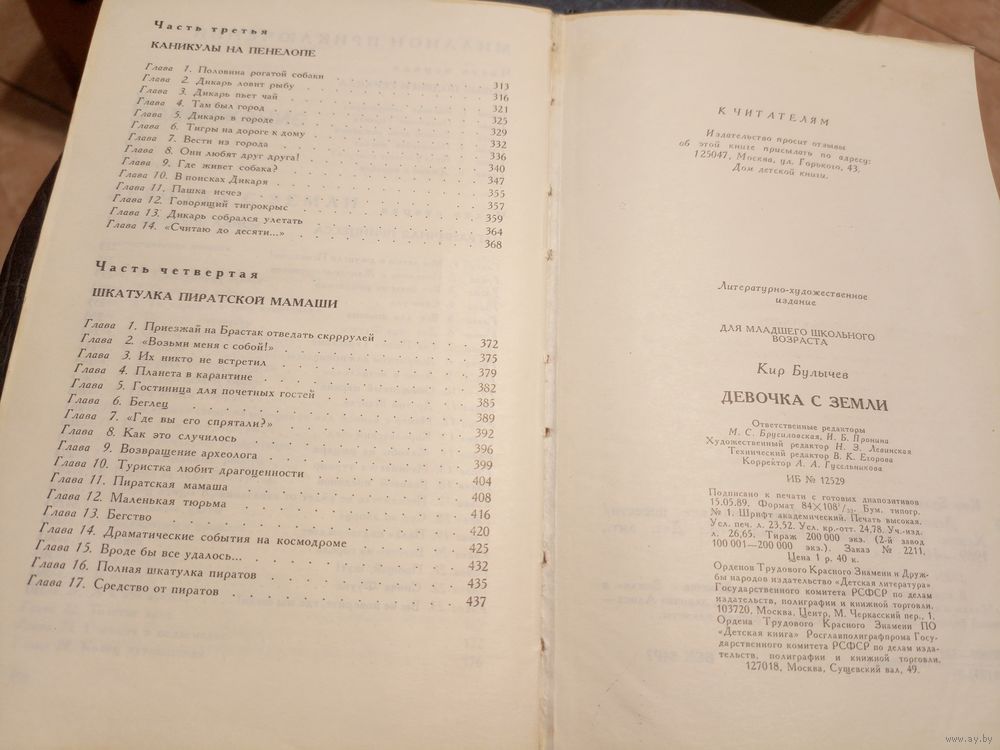 Часть третья
КАНИКУЛЫ НА ПЕНЕЛОПЕ
Глава 1. Половина рогатой собаки . . . 313
Глава 2. Дикарь ловит рыбу . . . 316
Глава 3. Дикарь пьет чай . . . 321
Глава 4. Там был город . . . 325
Глава 5. Дикарь в городе . . . 329
Глава 6. Тигры на дороге к дому . . . 332
Глава 7. Вести из города . . . 336
Глава 8. Они любят друг друга! . . . 340
Глава 9. Где живет собака? . . . 347
Глава 10. В поисках Дикаря . . . 355
Глава 11. Пашка исчез . . . 357
Глава 12. Говорящий тигрокрыс . . . 359
Глава 13. Дикарь собрался улетать . . . 364
Глава 14. «Считаю до десяти...» . . . 368
Часть четвертая
ШКАТУЛКА ПИРАТСКОЙ МАМАШИ
Глава 1. Приезжай на Брастак отведать скрррулей . . . 372
Глава 2. «Возьми меня с собой!» . . . 375
Глава 3. Их никто не встретил . . . 379
Глава 4. Планета в карантине . . . 382
Глава 5. Гостиница для почетных гостей . . . 385
Глава 6. Беглец . . . 389
Глава 7. «Где вы его спрятали?» . . . 392
Глава 8. Как это случилось . . . 396
Глава 9. Возвращение археолога . . . 399
Глава 10. Туристка любит драгоценности . . . 404
Глава 11. Пиратская мамаша . . . 408
Глава 12. Маленькая тюрьма . . . 416
Глава 13. Бегство . . . 420
Глава 14. Драматические события на космодроме . . . 425
Глава 15. Вроде бы все удалось... . . . 432
Глава 16. Полная шкатулка пиратов . . . 435
Глава 17. Средство от пиратов . . . 437
К ЧИТАТЕЛЯМ
Издательство просит отзывы
об этой книге присылать по адресу:
125047, Москва, ул. Горького, 43.
Дом детской книги.
Литературно-художественное
издание
ДЛЯ МЛАДШЕГО ШКОЛЬНОГО
ВОЗРАСТА
Кир Булычев
ДЕВОЧКА С ЗЕМЛИ
Ответственные редакторы
М. С. Брусиловская, И. Б. Пронина
Художественный редактор Н. З. Левинская
Технический редактор В. К. Егорова
Корректор Л. А. Гусельникова
ИБ № 12529
Подписано к печати с готовых диапозитивов
15.05.89. Формат 84×108¹/₃₂. Бум. типогр.
№ 1. Шрифт академический. Печать высокая.
Усл. печ. л. 23,52. Усл. кр.-отт. 24,78. Уч.-изд.
л. 26,65. Тираж 200 000 экз. (2-й завод
100 001—200 000 экз.). Заказ № 2211.
Цена 1 р. 40 к.
Орденов Трудового Красного Знамени и Друж-
бы народов издательство «Детская литература»
Государственного комитета РСФСР по делам
издательств, полиграфии и книжной торговли.
103720, Москва, Центр, М. Черкасский пер., 1.
Ордена Трудового Красного Знамени ПО
«Детская книга» Росглавполиграфпрома Госу-
дарственного комитета РСФСР по делам изда-
тельств, полиграфии и книжной торговли.
127018, Москва, Сущевский вал, 49.
www.ay.by